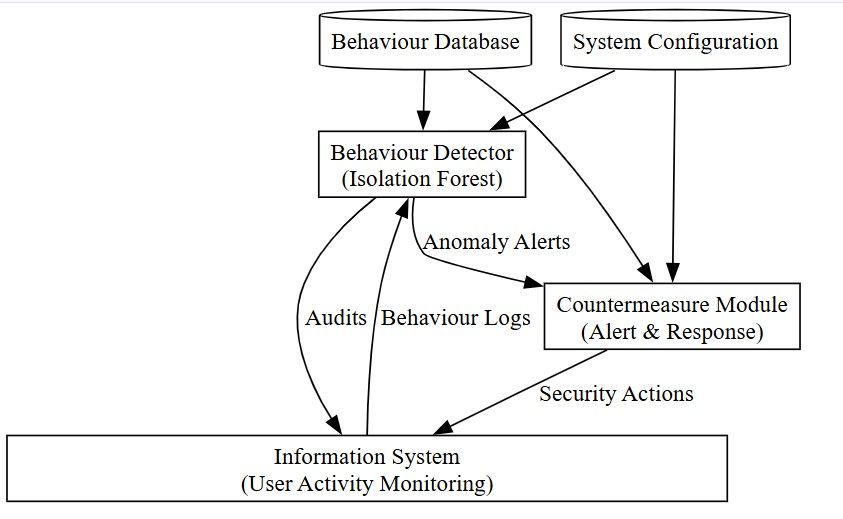 Behaviour Database
System Configuration
Behaviour Detector
(Isolation Forest)
Anomaly Alerts
Countermeasure Module
(Alert & Response)
Audits
Behaviour Logs
Security Actions
Information System
(User Activity Monitoring)